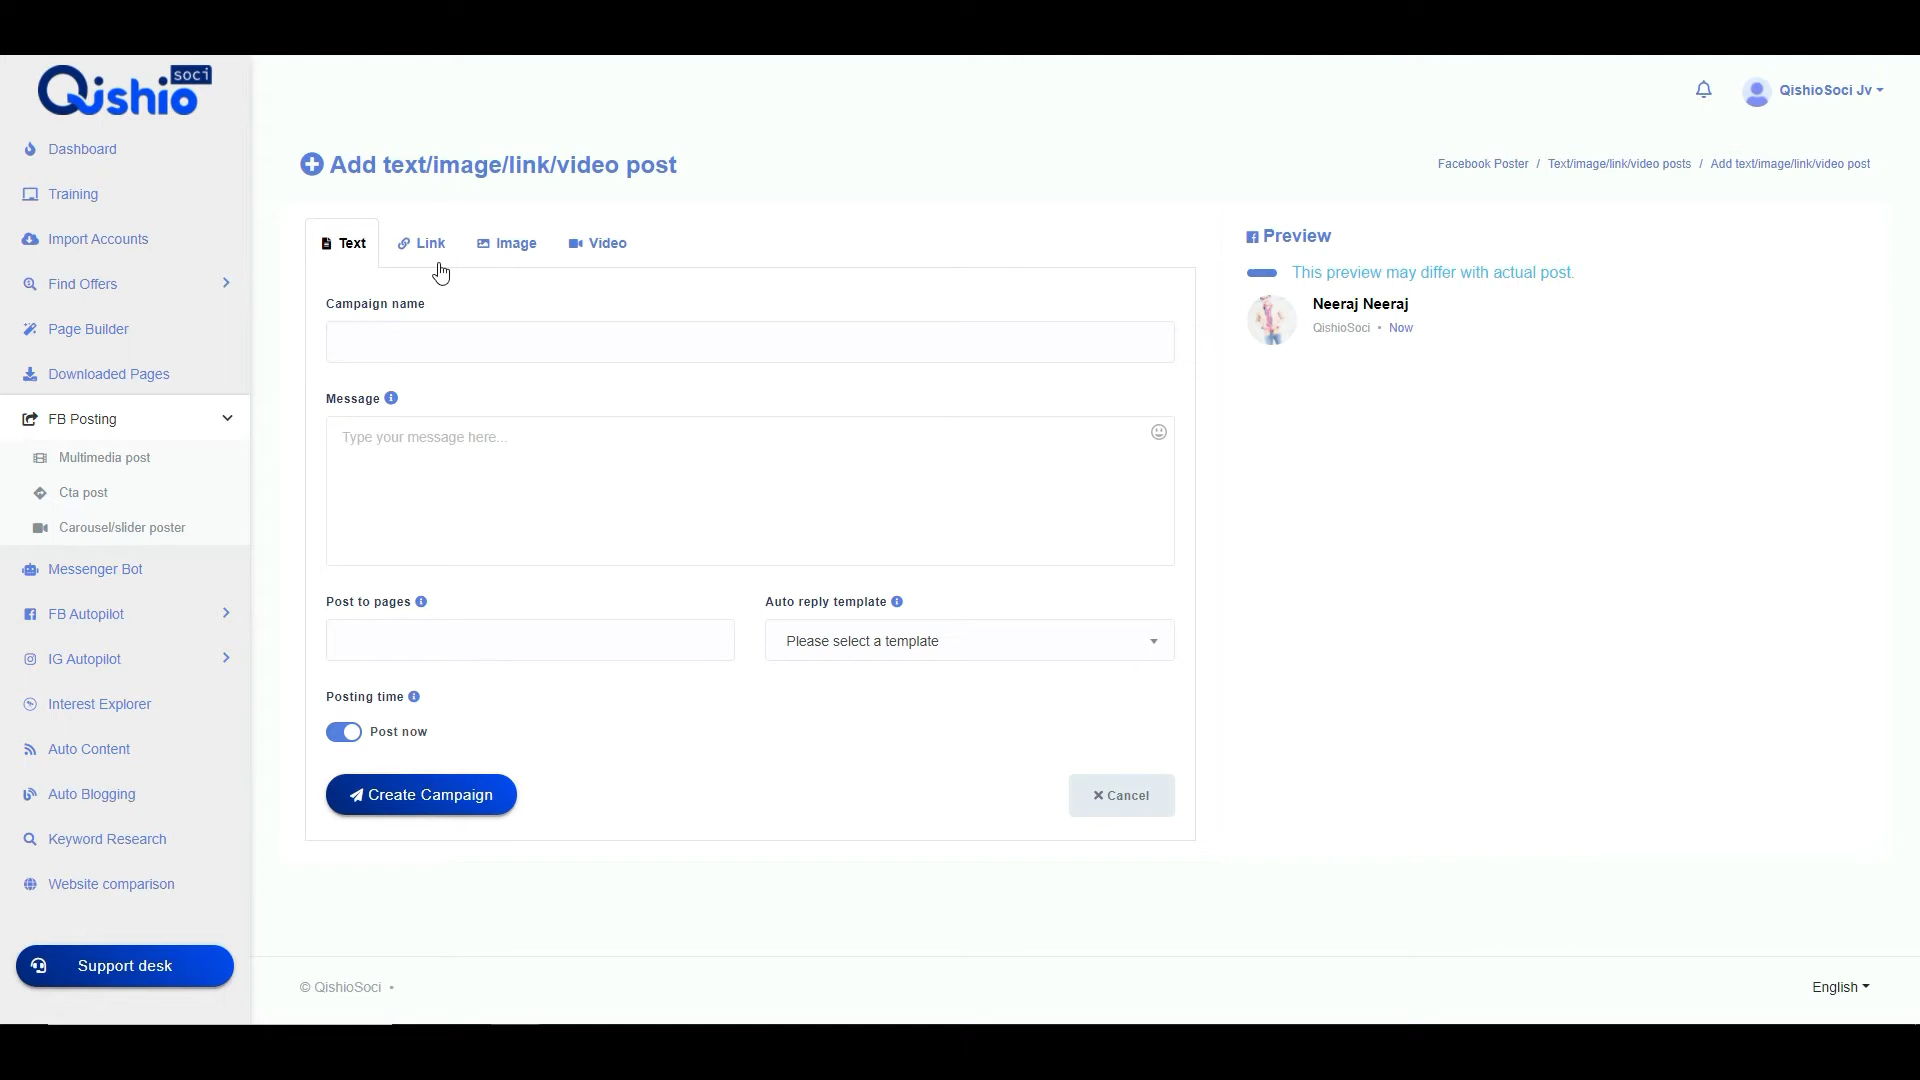 Qishio soci
QishioSoci Jv
Dashboard
Training
Import Accounts
Find Offers
Page Builder
Downloaded Pages
FB Posting
Multimedia post
Cta post
Carousel/slider poster
Messenger Bot
FB Autopilot
IG Autopilot
Interest Explorer
Auto Content
Auto Blogging
Keyword Research
Website comparison
Support desk
Add text/image/link/video post
Facebook Poster / Text/image/link/video posts / Add text/image/link/video post
Text Link Image Video
Campaign name
Message
Type your message here...
Post to pages
Auto reply template
Please select a template
Posting time
Post now
Create Campaign
Cancel
Preview
This preview may differ with actual post.
Neeraj Neeraj
QishioSoci • Now
© QishioSoci •
English